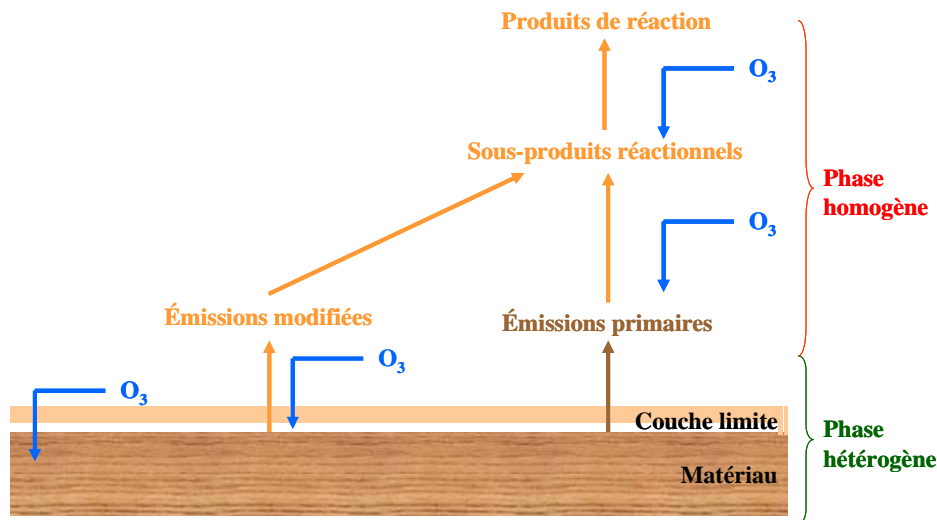 Produits de réaction
O₃
Sous-produits réactionnels
Phase
homogène
O₃
Émissions modifiées
Émissions primaires
O₃
O₃
Couche limite
Phase
hétérogène
Matériau